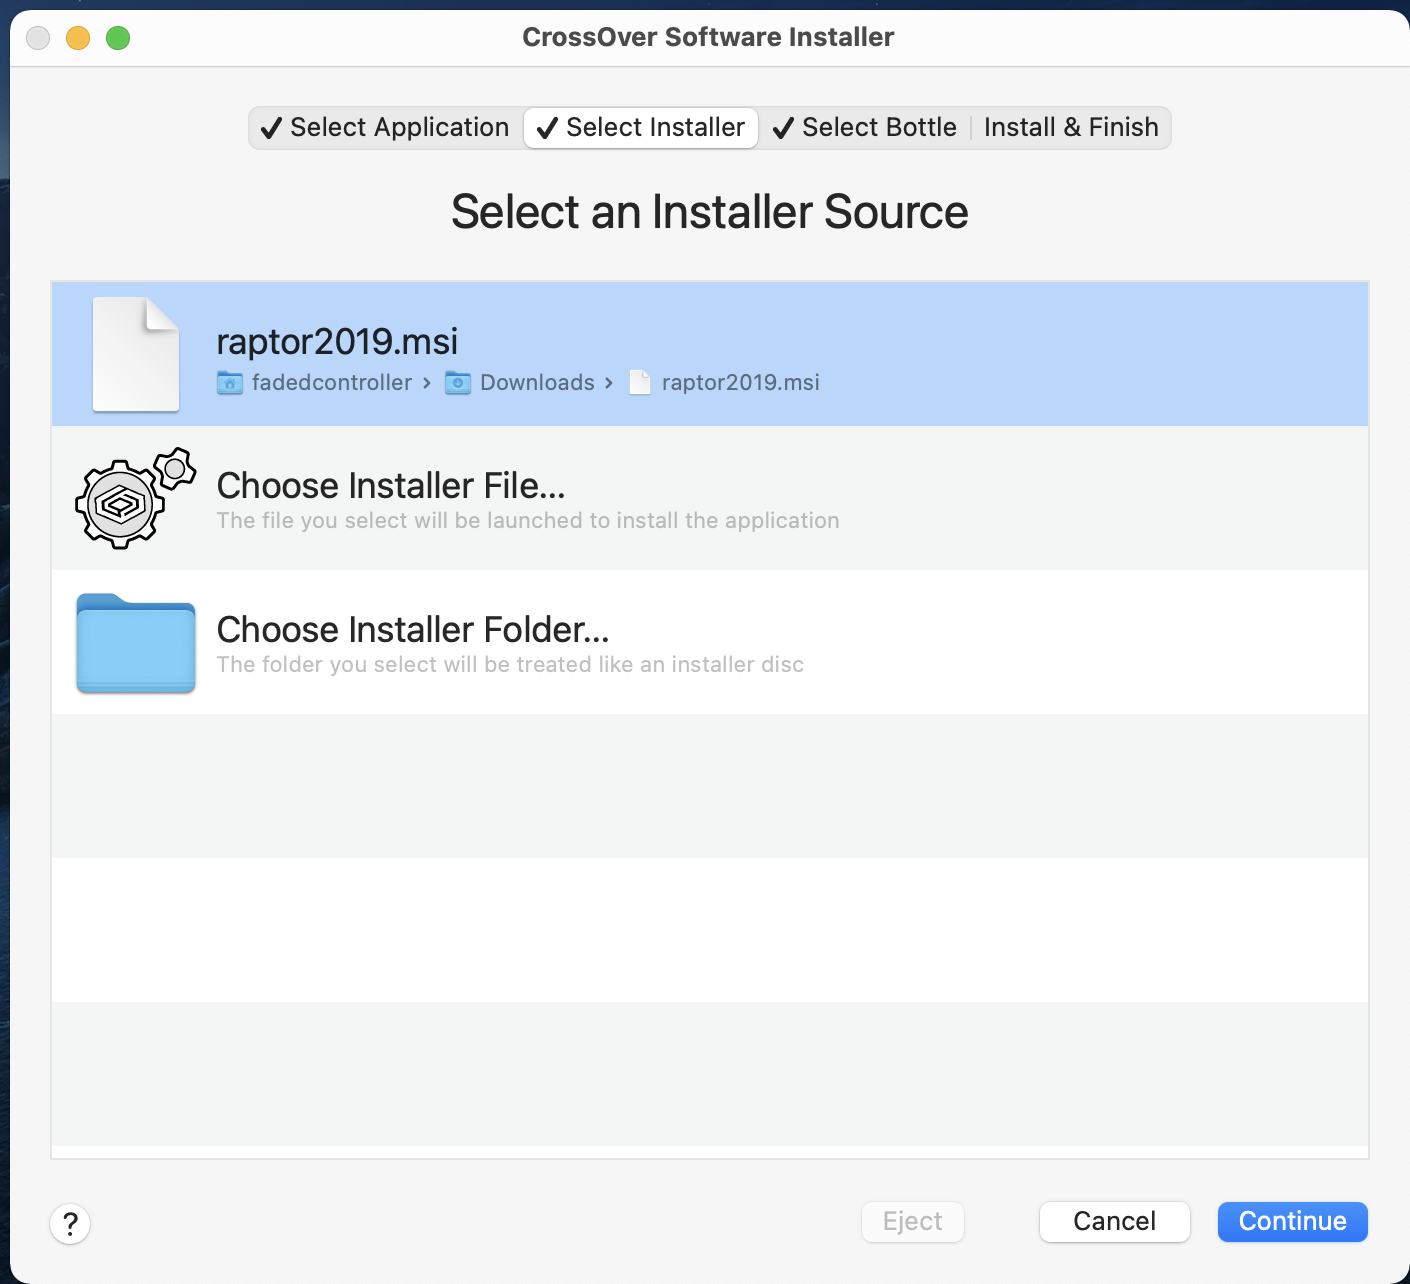 CrossOver Software Installer
✓ Select Application ✓ Select Installer ✓ Select Bottle Install & Finish
Select an Installer Source
raptor2019.msi
fadedcontroller › Downloads › raptor2019.msi
Choose Installer File...
The file you select will be launched to install the application
Choose Installer Folder...
The folder you select will be treated like an installer disc
? Eject Cancel Continue